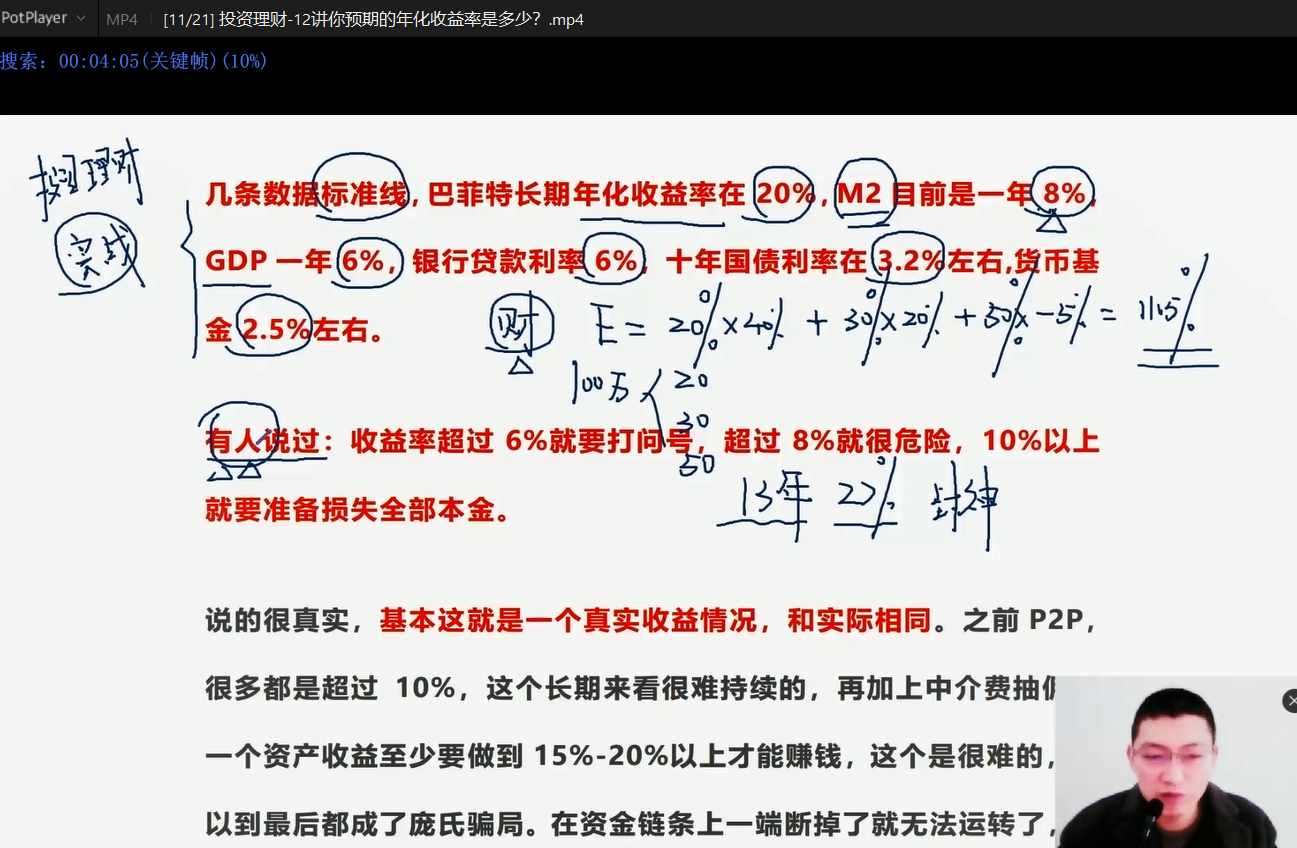 PotPlayer MP4 [11/21] 投资理财-12讲你预期的年化收益率是多少？.mp4
搜索：00:04:05(关键帧)(10%)
投资理财
实战
几条数据标准线，巴菲特长期年化收益率在 20%，M2 目前是一年 8%，
GDP 一年 6%，银行贷款利率 6%，十年国债利率在 3.2%左右,货币基
金 2.5%左右。
财 E = 20% × 40% + 30% × 20% + 50% × -5% = 11.5%
100万 20
30
50
有人说过：收益率超过 6%就要打问号，超过 8%就很危险，10%以上
就要准备损失全部本金。
13年 22% 封神
说的很真实，基本这就是一个真实收益情况，和实际相同。之前 P2P，
很多都是超过 10%，这个长期来看很难持续的，再加上中介费抽
一个资产收益至少要做到 15%-20%以上才能赚钱，这个是很难的，
以到最后都成了庞氏骗局。在资金链条上一端断掉了就无法运转了，